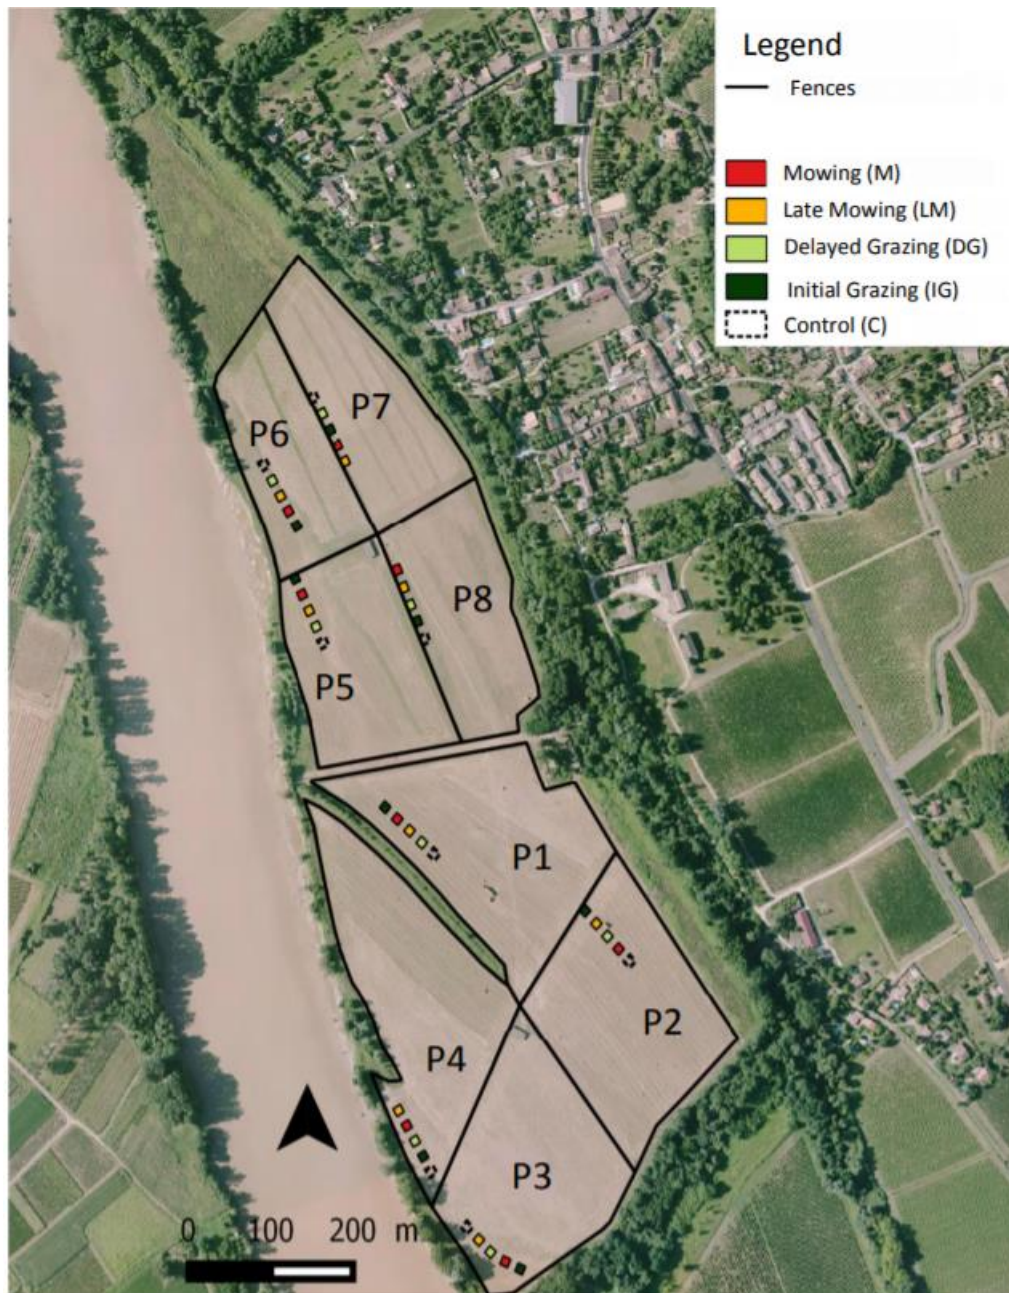 Legend
Fences
Mowing (M)
Late Mowing (LM)
Delayed Grazing (DG)
Initial Grazing (IG)
Control (C)
P7
P6
P8
P5
P1
P2
P4
P3
0 100 200 m